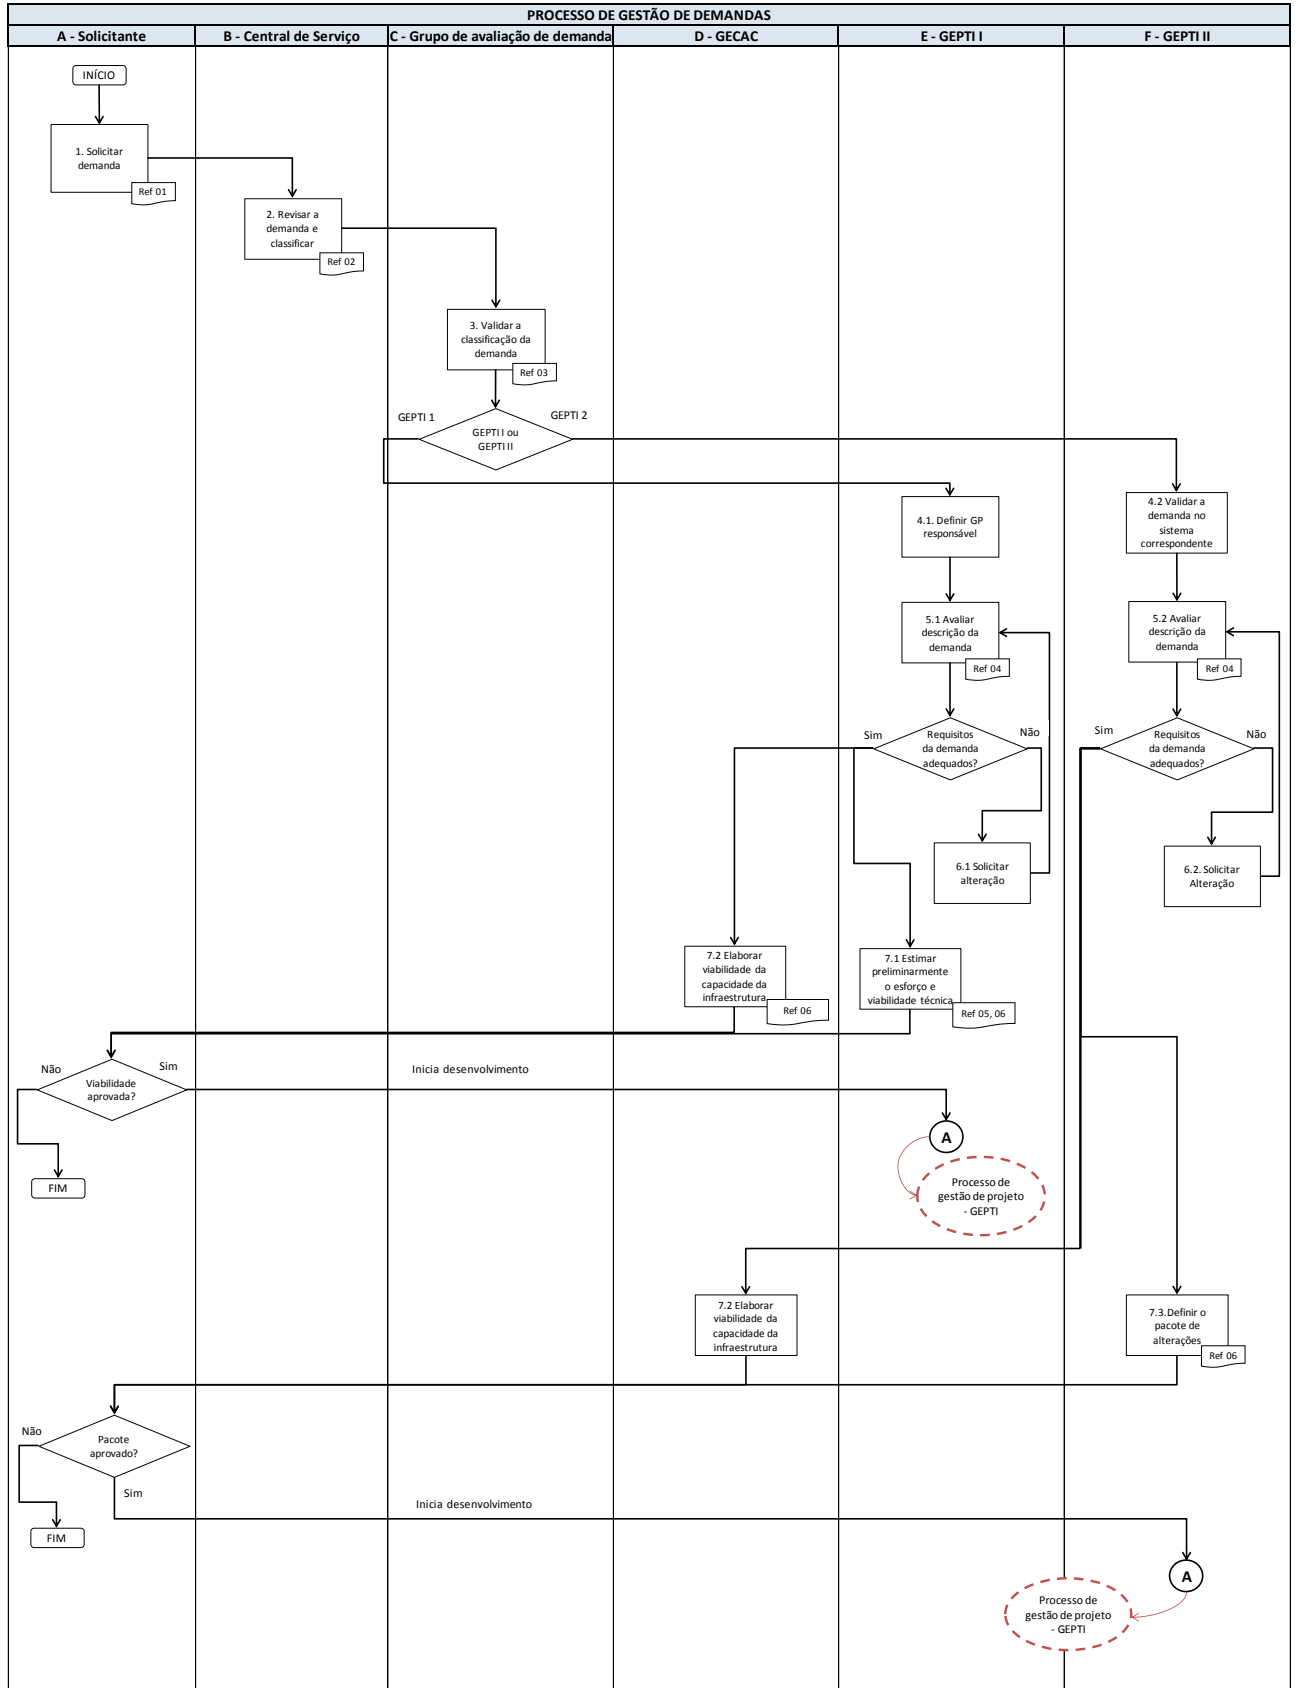 PROCESSO DE GESTÃO DE DEMANDAS
A - Solicitante
B - Central de Serviço
C - Grupo de avaliação de demanda
D - GECAC
E - GEPTI I
F - GEPTI II
INÍCIO
1. Solicitar
demanda
Ref 01
2. Revisar a
demanda e
classificar
Ref 02
3. Validar a
classificação da
demanda
Ref 03
GEPTI 1
GEPTI 2
GEPTI I ou
GEPTI II
4.1. Definir GP
responsável
4.2 Validar a
demanda no
sistema
correspondente
5.1 Avaliar
descrição da
demanda
Ref 04
5.2 Avaliar
descrição da
demanda
Ref 04
Sim
Requisitos
da demanda
adequados?
Não
Sim
Requisitos
da demanda
adequados?
Não
6.1 Solicitar
alteração
6.2. Solicitar
Alteração
7.2 Elaborar
viabilidade da
capacidade da
infraestrutura
Ref 06
7.1 Estimar
preliminarmente
o esforço e
viabilidade técnica
Ref 05, 06
Não
Sim
Viabilidade
aprovada?
Inicia desenvolvimento
A
FIM
Processo de
gestão de projeto
- GEPTI
7.2 Elaborar
viabilidade da
capacidade da
infraestrutura
7.3.Definir o
pacote de
alterações
Ref 06
Não
Pacote
aprovado?
Sim
Inicia desenvolvimento
FIM
A
Processo de
gestão de projeto
- GEPTI